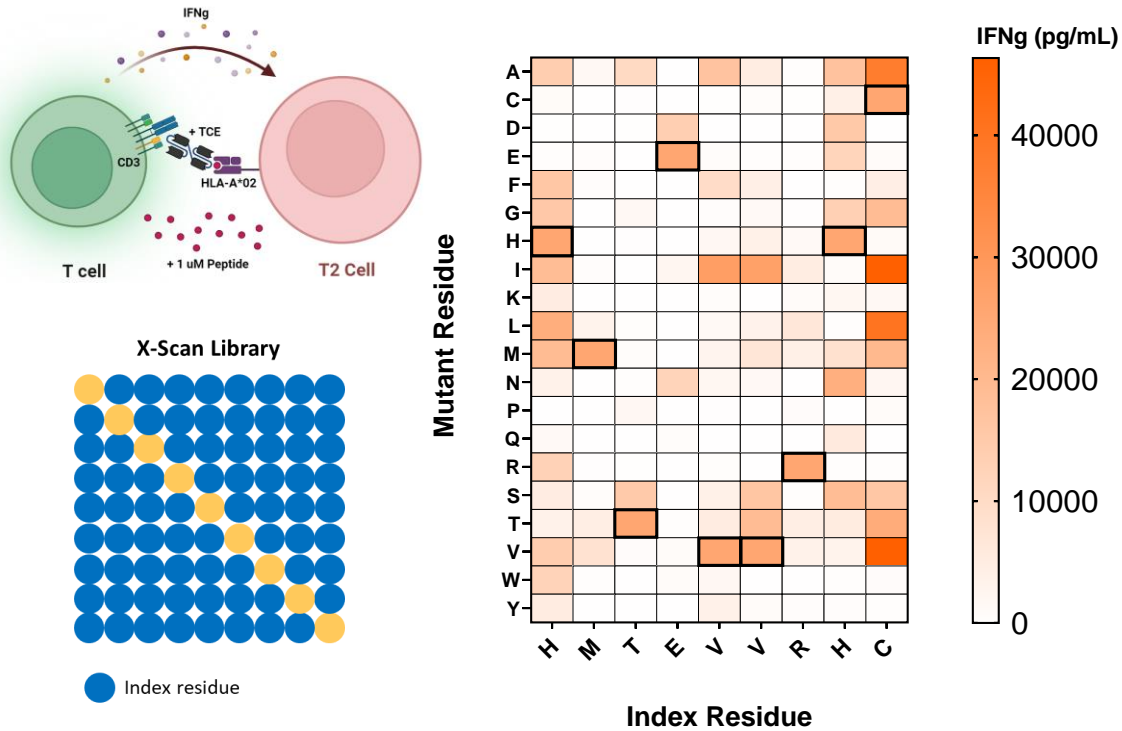 IFNg
+ TCE
CD3
HLA-A*02
+ 1 uM Peptide
T cell
T2 Cell
X-Scan Library
Index residue
IFNg (pg/mL)
40000
30000
20000
10000
0
Mutant Residue
A
C
D
E
F
G
H
I
K
L
M
N
P
Q
R
S
T
V
W
Y
H M T E V V R H C
Index Residue